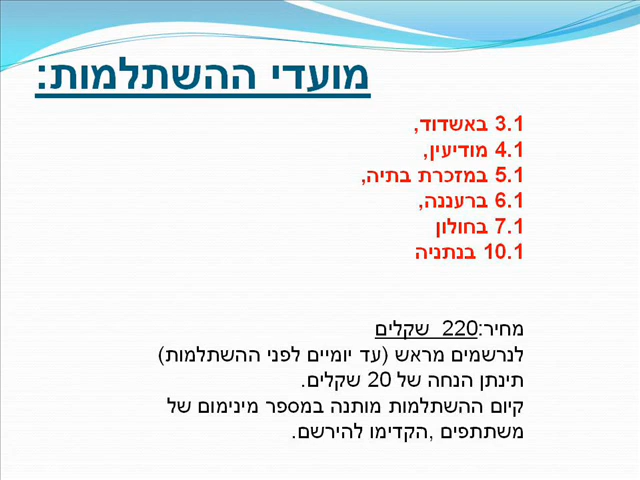 מועדי ההשתלמות:
3.1 באשדוד,
4.1 מודיעין,
5.1 במזכרת בתיה,
6.1 ברעננה,
7.1 בחולון
10.1 בנתניה
מחיר:220 שקלים
לנרשמים מראש (עד יומיים לפני ההשתלמות)
תינתן הנחה של 20 שקלים.
קיום ההשתלמות מותנה במספר מינימום של
משתתפים ,הקדימו להירשם.